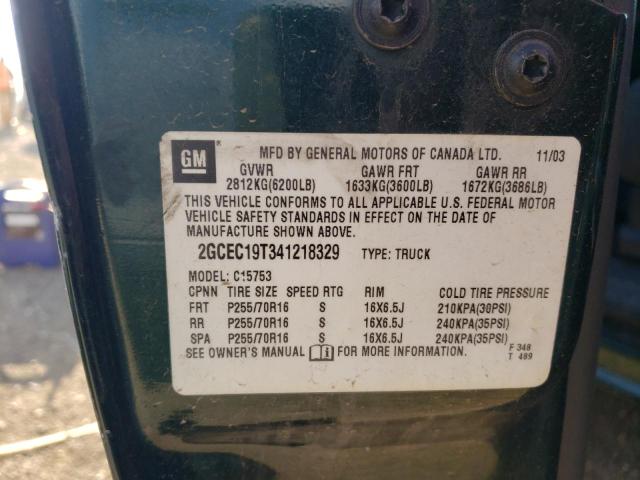 GM MFD BY GENERAL MOTORS OF CANADA LTD. 11/03
GVWR GAWR FRT GAWR RR
2812KG(6200LB) 1633KG(3600LB) 1672KG(3686LB)
THIS VEHICLE CONFORMS TO ALL APPLICABLE U.S. FEDERAL MOTOR
VEHICLE SAFETY STANDARDS IN EFFECT ON THE DATE OF
MANUFACTURE SHOWN ABOVE.
2GCEC19T341218329 TYPE: TRUCK
MODEL: C15753
CPNN TIRE SIZE SPEED RTG RIM COLD TIRE PRESSURE
FRT P255/70R16 S 16X6.5J 210KPA(30PSI)
RR P255/70R16 S 16X6.5J 240KPA(35PSI)
SPA P255/70R16 S 16X6.5J 240KPA(35PSI)
SEE OWNER'S MANUAL FOR MORE INFORMATION. F 348
T 489